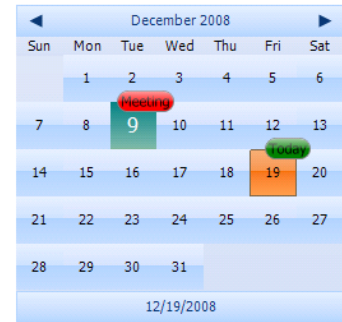 December 2008
Sun Mon Tue Wed Thu Fri Sat
1 2 3 4 5 6
Meeting
7 8 9 10 11 12 13
Today
14 15 16 17 18 19 20
21 22 23 24 25 26 27
28 29 30 31
12/19/2008